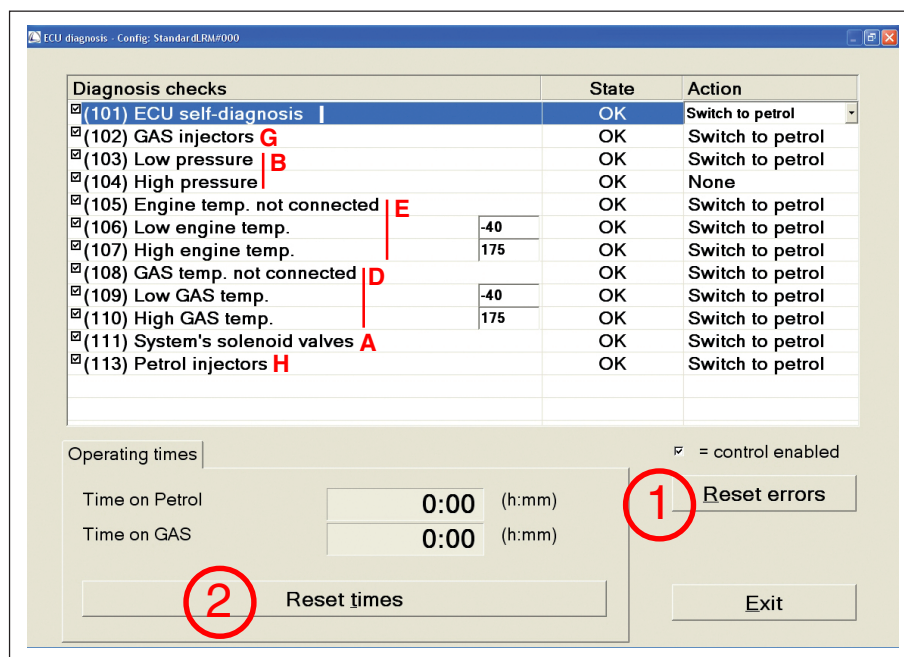 ECU diagnosis - Config: StandardLRM#000
Diagnosis checks State Action
(101) ECU self-diagnosis I OK Switch to petrol
(102) GAS injectors G OK Switch to petrol
(103) Low pressure B OK Switch to petrol
(104) High pressure OK None
(105) Engine temp. not connected E OK Switch to petrol
(106) Low engine temp. -40 OK Switch to petrol
(107) High engine temp. 175 OK Switch to petrol
(108) GAS temp. not connected D OK Switch to petrol
(109) Low GAS temp. -40 OK Switch to petrol
(110) High GAS temp. 175 OK Switch to petrol
(111) System's solenoid valves A OK Switch to petrol
(113) Petrol injectors H OK Switch to petrol
Operating times
= control enabled
Time on Petrol 0:00 (h:mm)
1 Reset errors
Time on GAS 0:00 (h:mm)
2 Reset times
Exit